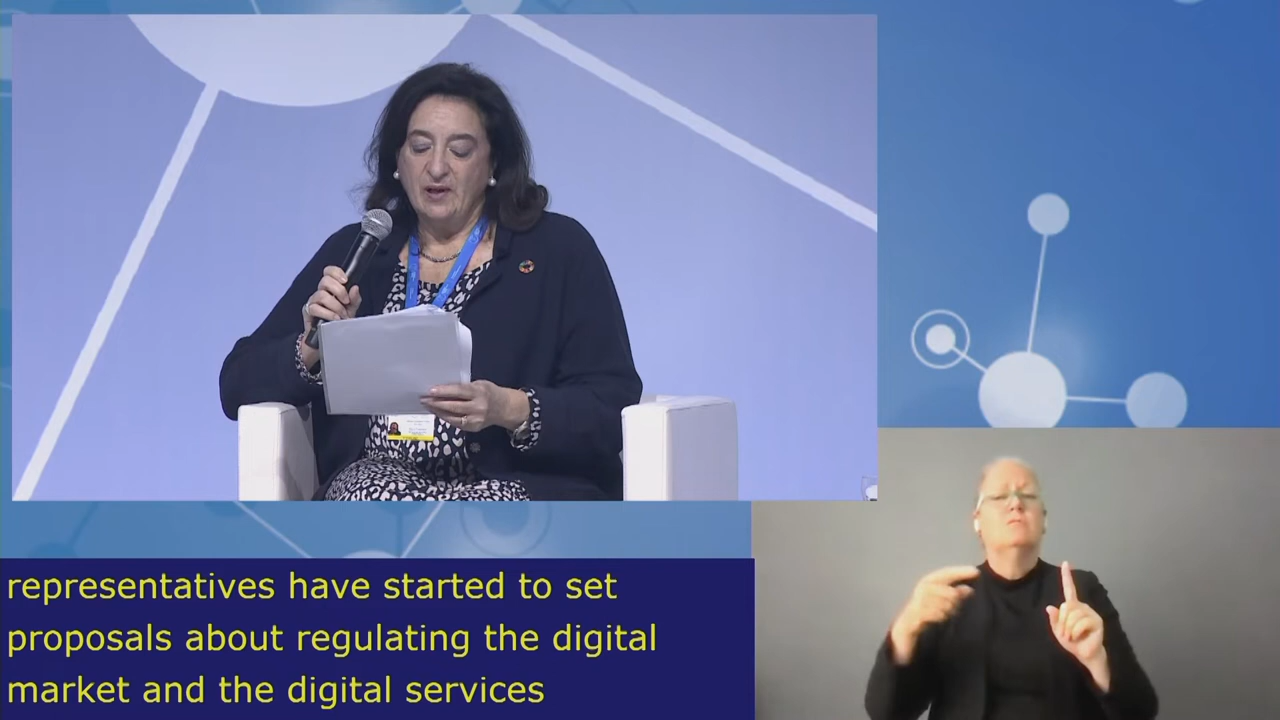 representatives have started to set
proposals about regulating the digital
market and the digital services